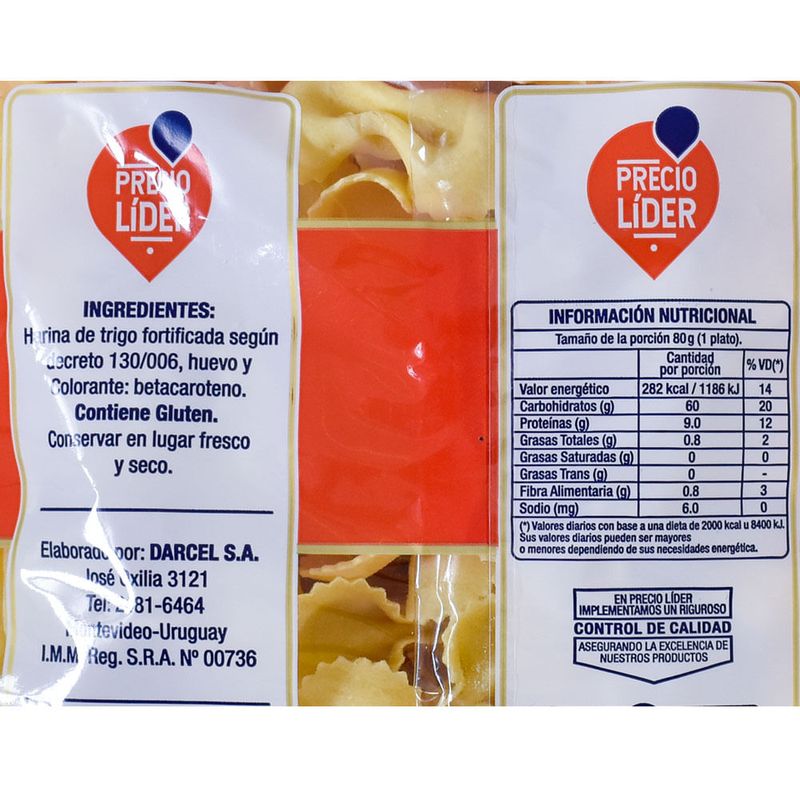 PRECIO
LÍDER
INGREDIENTES:
Harina de trigo fortificada según
decreto 130/006, huevo y
Colorante: betacaroteno.
Contiene Gluten.
Conservar en lugar fresco
y seco.
Elaborado por: DARCEL S.A.
José 3121
Tel:
Montevideo-Uruguay
I.M.M. Reg. S.R.A. Nº 00736
PRECIO
LÍDER
INFORMACIÓN NUTRICIONAL
Tamaño de la porción 80g (1 plato).
Cantidad por porción % VD(*)
Valor energético 282 kcal / 1186 kJ 14
Carbohidratos (g) 60 20
Proteínas (g) 9.0 12
Grasas Totales (g) 0.8 2
Grasas Saturadas (g) 0 0
Grasas Trans (g) 0 -
Fibra Alimentaria (g) 0.8 3
Sodio (mg) 6.0 0
(*) Valores diarios con base a una dieta de 2000 kcal u 8400 kJ.
Sus valores diarios pueden ser mayores
o menores dependiendo de sus necesidades energética.
EN PRECIO LÍDER
IMPLEMENTAMOS UN RIGUROSO
CONTROL DE CALIDAD
ASEGURANDO LA EXCELENCIA DE
NUESTROS PRODUCTOS